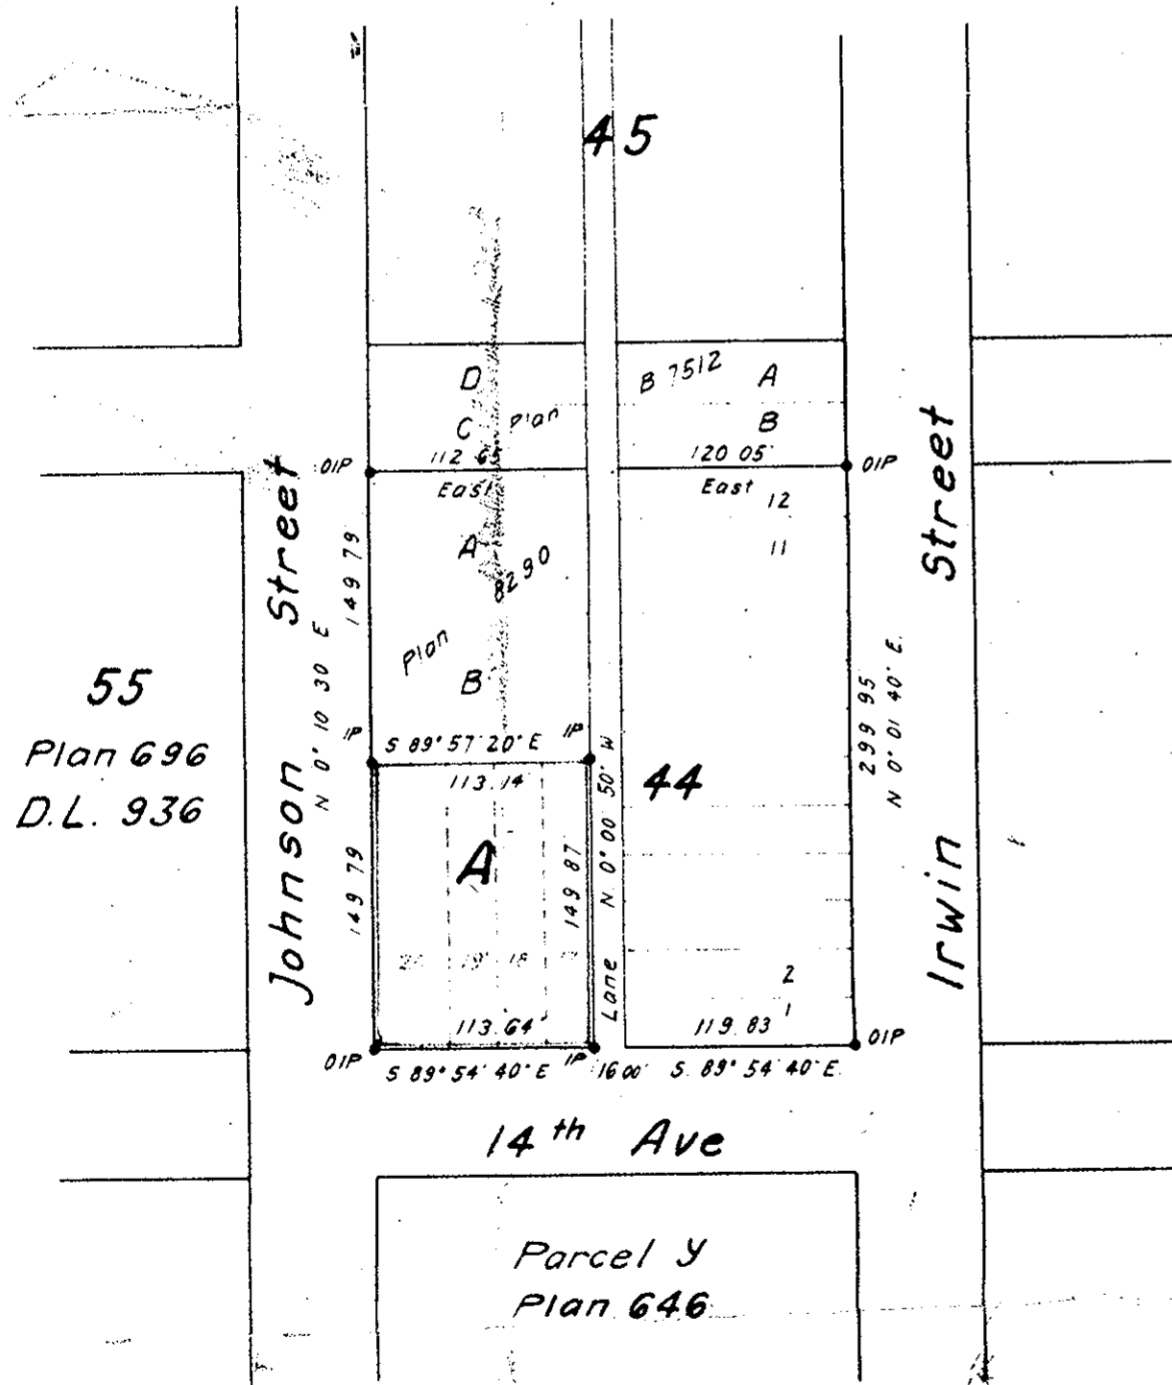 45
D
C
Plan
B 7512
A
B
OIP
112 65
East
120 05'
East
OIP
12
11
Johnson Street
N 0° 10 30 E
149 79
A
Plan 8290
B
Irwin Street
299 95
N 0° 01' 40" E.
55
Plan 696
D.L. 936
IP
S 89° 57' 20" E
IP
113.14'
44
A
149 79
149 87
Lane N. 0° 00' 50" W
19 18
2
1
113.64'
119.83
OIP
S 89° 54' 40" E
IP
16 00'
S. 89° 54' 40" E.
OIP
14th Ave
Parcel Y
Plan 646